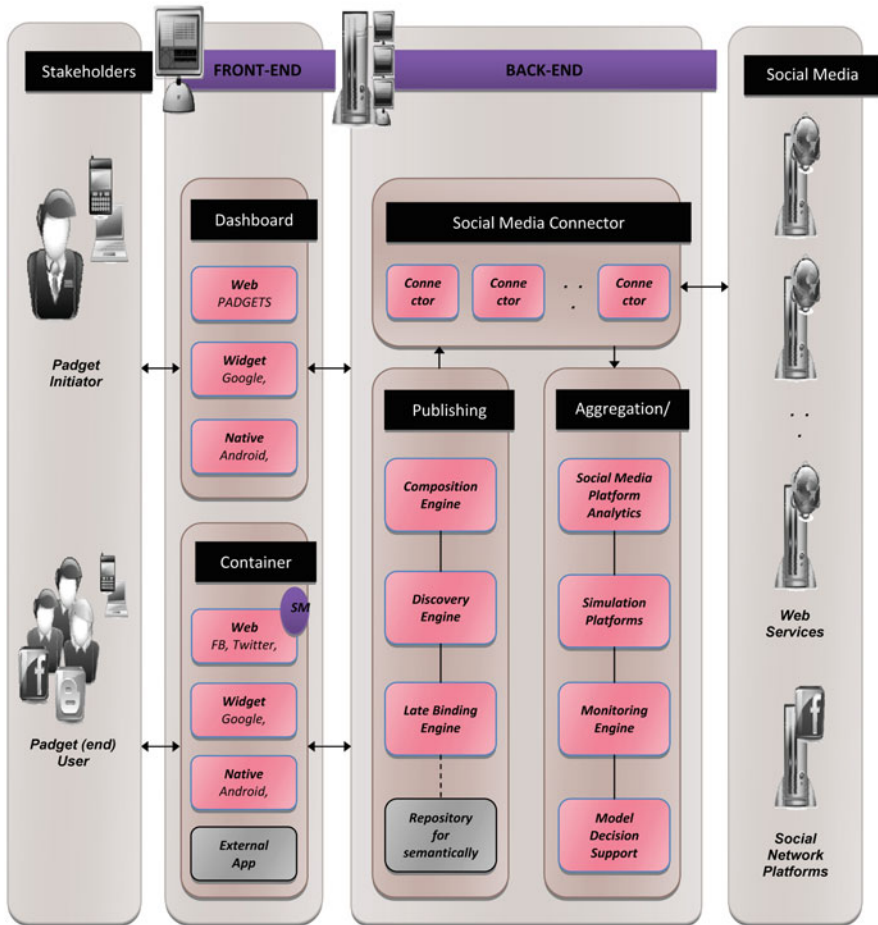 Stakeholders
FRONT-END
BACK-END
Social Media
Padget
Initiator
Padget (end)
User
Dashboard
Web
PADGETS
Widget
Google,
Native
Android,
Container
SM
Web
FB, Twitter,
Widget
Google,
Native
Android,
External
App
Social Media Connector
Conne
ctor
Conne
ctor
. .
.
Conne
ctor
Publishing
Composition
Engine
Discovery
Engine
Late Binding
Engine
Repository
for
semantically
Aggregation/
Social Media
Platform
Analytics
Simulation
Platforms
Monitoring
Engine
Model
Decision
Support
. .
.
Web
Services
f
Social
Network
Platforms
f